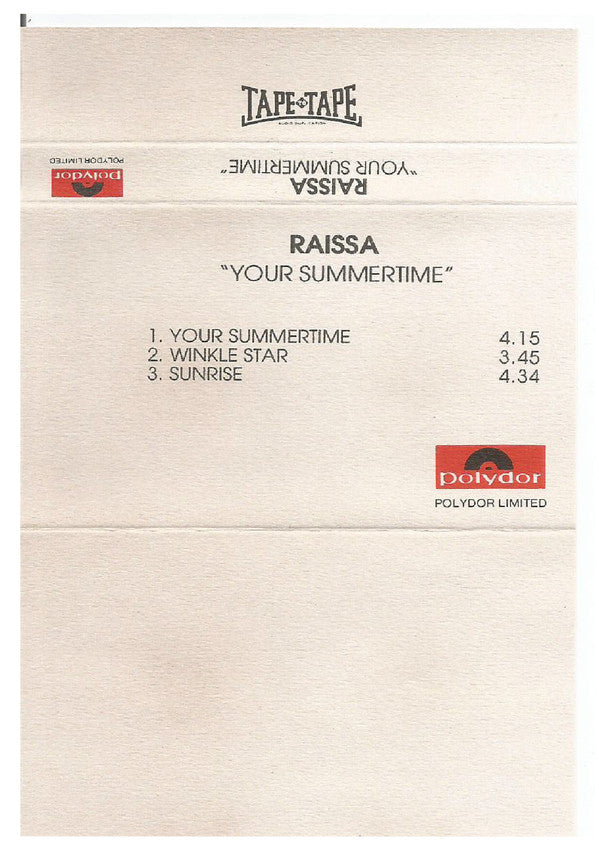 TAPE TO TAPE
"YOUR SUMMERTIME"
RAISSA
POLYDOR LIMITED
polydor
RAISSA
"YOUR SUMMERTIME"
1. YOUR SUMMERTIME 4.15
2. WINKLE STAR 3.45
3. SUNRISE 4.34
polydor
POLYDOR LIMITED